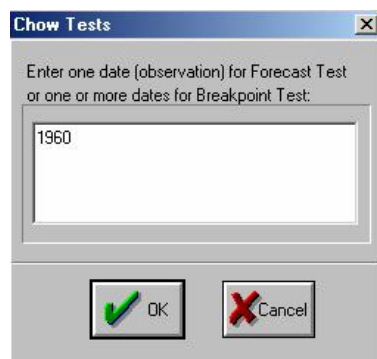 Chow Tests
Enter one date (observation) for Forecast Test
or one or more dates for Breakpoint Test:
1960
OK
Cancel